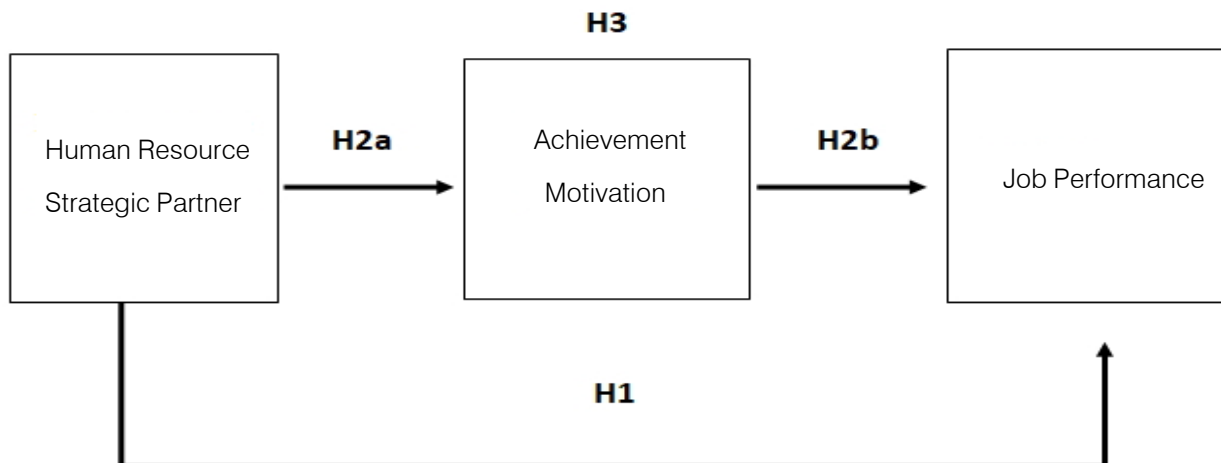 H3
Human Resource
Strategic Partner
H2a
Achievement
Motivation
H2b
Job Performance
H1